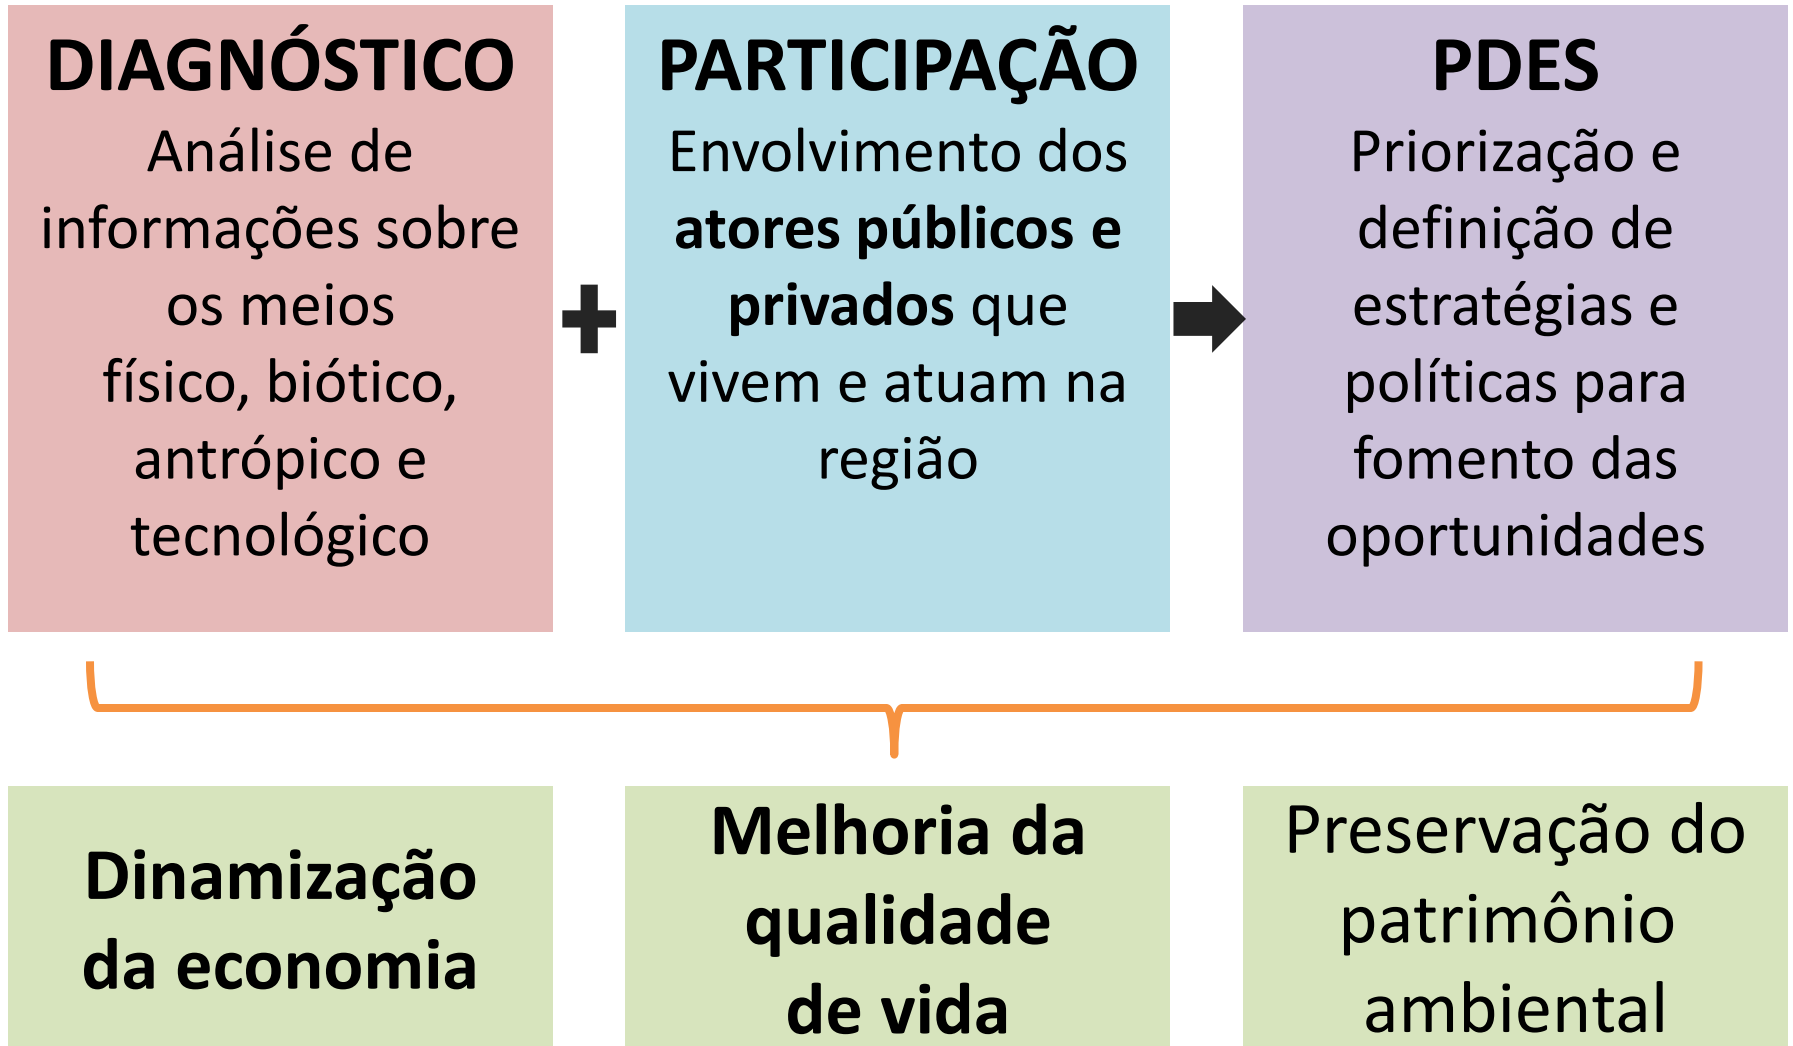 DIAGNÓSTICO
Análise de
informações sobre
os meios
físico, biótico,
antrópico e
tecnológico
PARTICIPAÇÃO
Envolvimento dos
atores públicos e
privados que
vivem e atuam na
região
PDES
Priorização e
definição de
estratégias e
políticas para
fomento das
oportunidades
Dinamização
da economia
Melhoria da
qualidade
de vida
Preservação do
patrimônio
ambiental